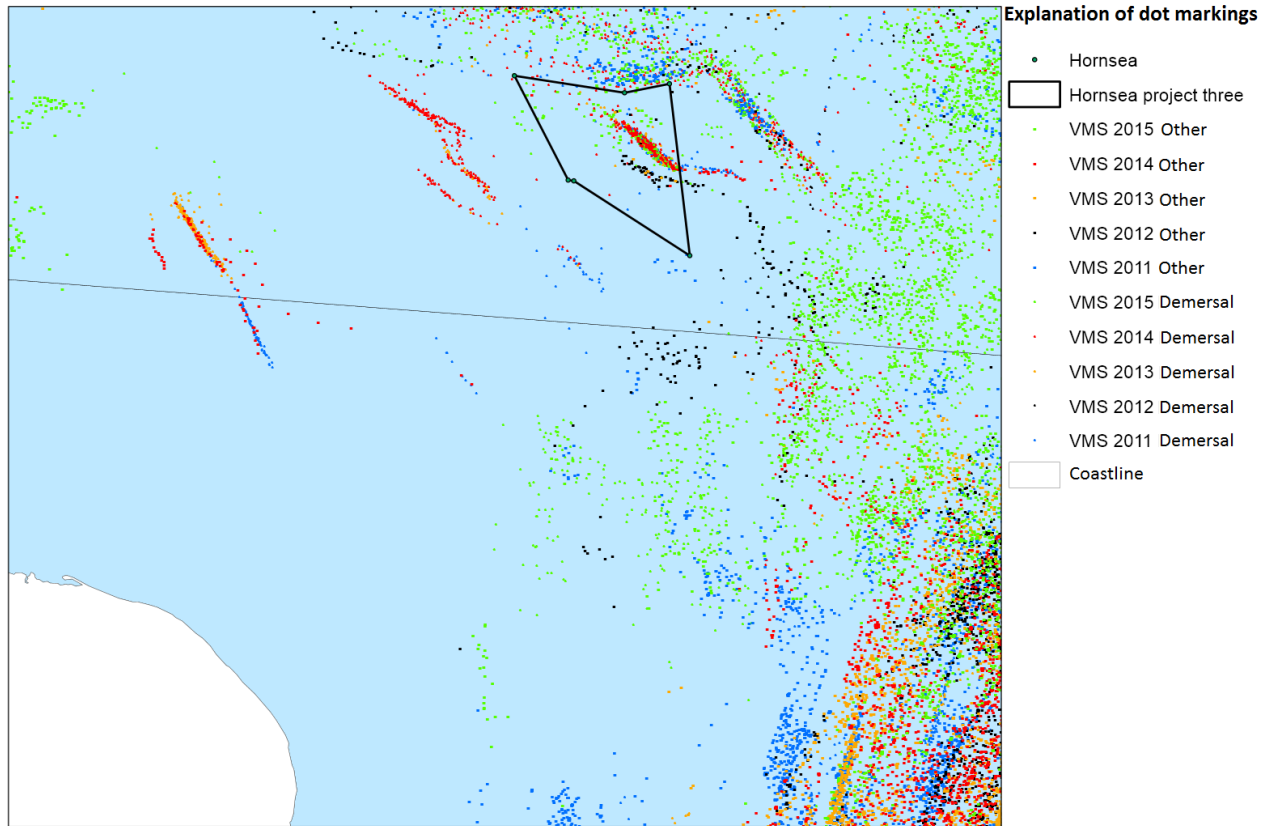 Explanation of dot markings
Hornsea
Hornsea project three
VMS 2015 Other
VMS 2014 Other
VMS 2013 Other
VMS 2012 Other
VMS 2011 Other
VMS 2015 Demersal
VMS 2014 Demersal
VMS 2013 Demersal
VMS 2012 Demersal
VMS 2011 Demersal
Coastline